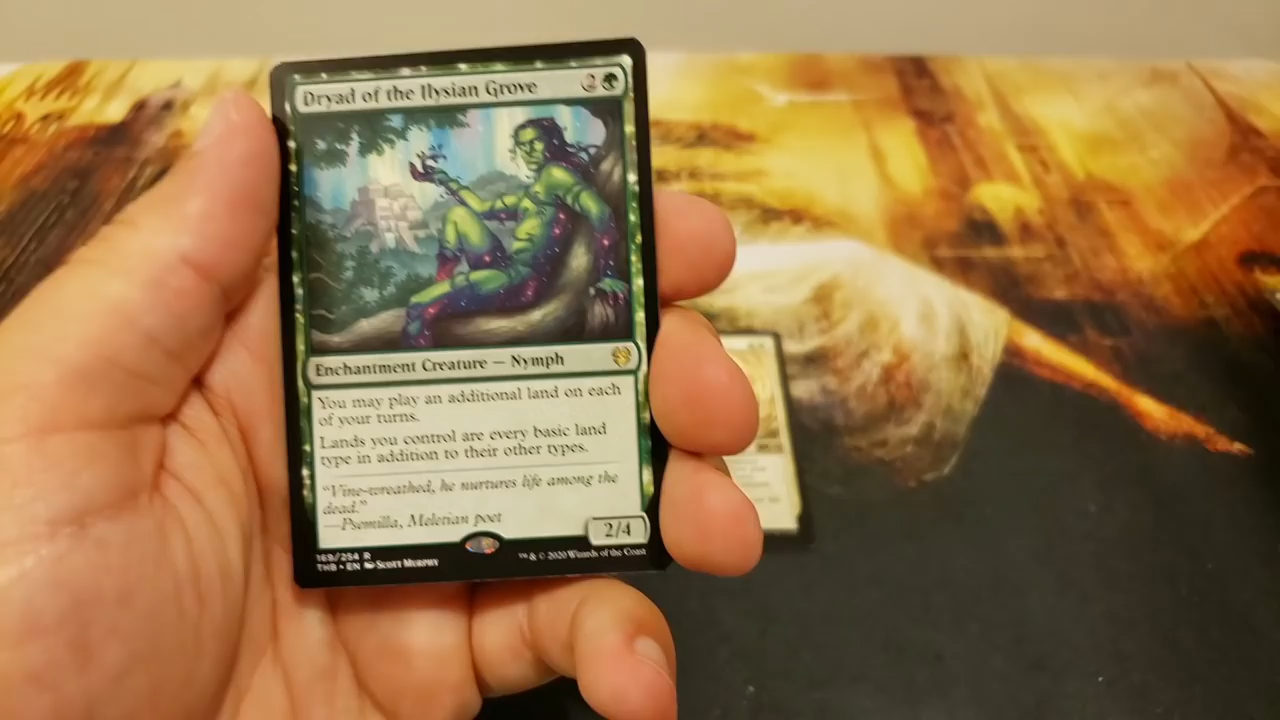 Dryad of the Ilysian Grove 2
Enchantment Creature — Nymph
You may play an additional land on each
of your turns.
Lands you control are every basic land
type in addition to their other types.
"Vine-wreathed, he nurtures life among the
dead."
—Psemilla, Meletian poet
2/4
169/254 R
THB • EN Scott Murphy
™ & © 2020 Wizards of the Coast